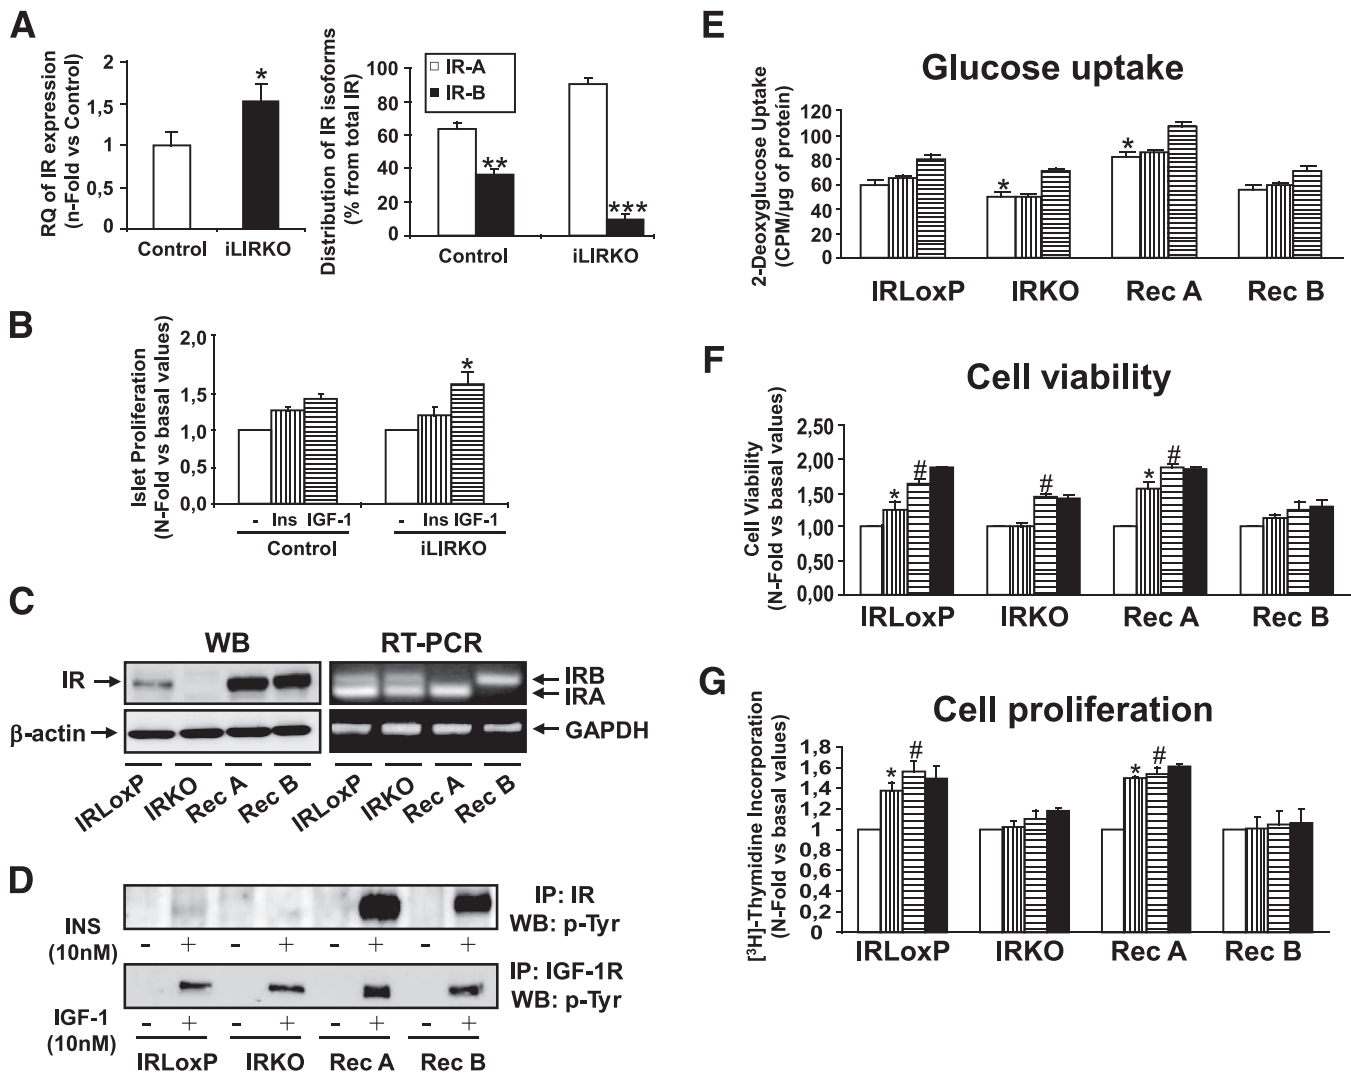 A
RQ of IR expression
(n-Fold vs Control)
2
1,5
1
0,5
0
*
Control
iLIRKO
Distribution of IR isoforms
(% from total IR)
100
80
60
40
20
0
IR-A
IR-B
**
***
Control
iLIRKO
B
Islet Proliferation
(N-Fold vs basal values)
2,0
1,5
1,0
0,5
0,0
*
- Ins IGF-1
- Ins IGF-1
Control
iLIRKO
C
WB
RT-PCR
IR
IRB
IRA
β-actin
GAPDH
IRLoxP
IRKO
Rec A
Rec B
IRLoxP
IRKO
Rec A
Rec B
D
IP: IR
WB: p-Tyr
INS
(10nM)
- + - + - + - +
IP: IGF-1R
WB: p-Tyr
IGF-1
(10nM)
- + - + - + - +
IRLoxP IRKO Rec A Rec B
E
Glucose uptake
2-Deoxyglucose Uptake
(CPM/µg of protein)
120
100
80
60
40
20
0
*
*
IRLoxP IRKO Rec A Rec B
F
Cell viability
Cell Viability
(N-Fold vs basal values)
2,50
2,00
1,50
1,00
0,50
0,00
* #
#
* #
IRLoxP IRKO Rec A Rec B
G
Cell proliferation
[³H]-Thymidine Incorporation
(N-Fold vs basal values)
1,8
1,6
1,4
1,2
1
0,8
0,6
0,4
0,2
0
* #
* #
IRLoxP IRKO Rec A Rec B